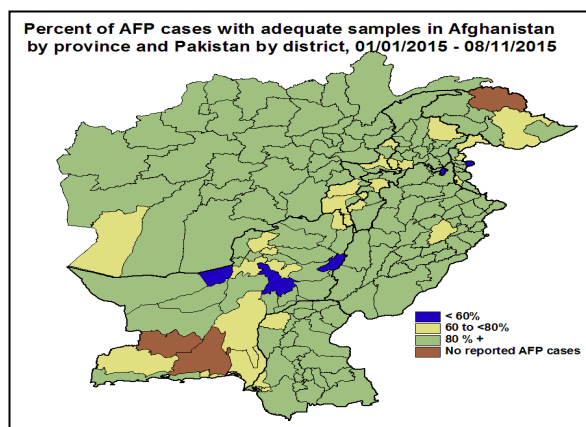 Percent of AFP cases with adequate samples in Afghanistan
by province and Pakistan by district, 01/01/2015 - 08/11/2015
< 60%
60 to <80%
80 % +
No reported AFP cases